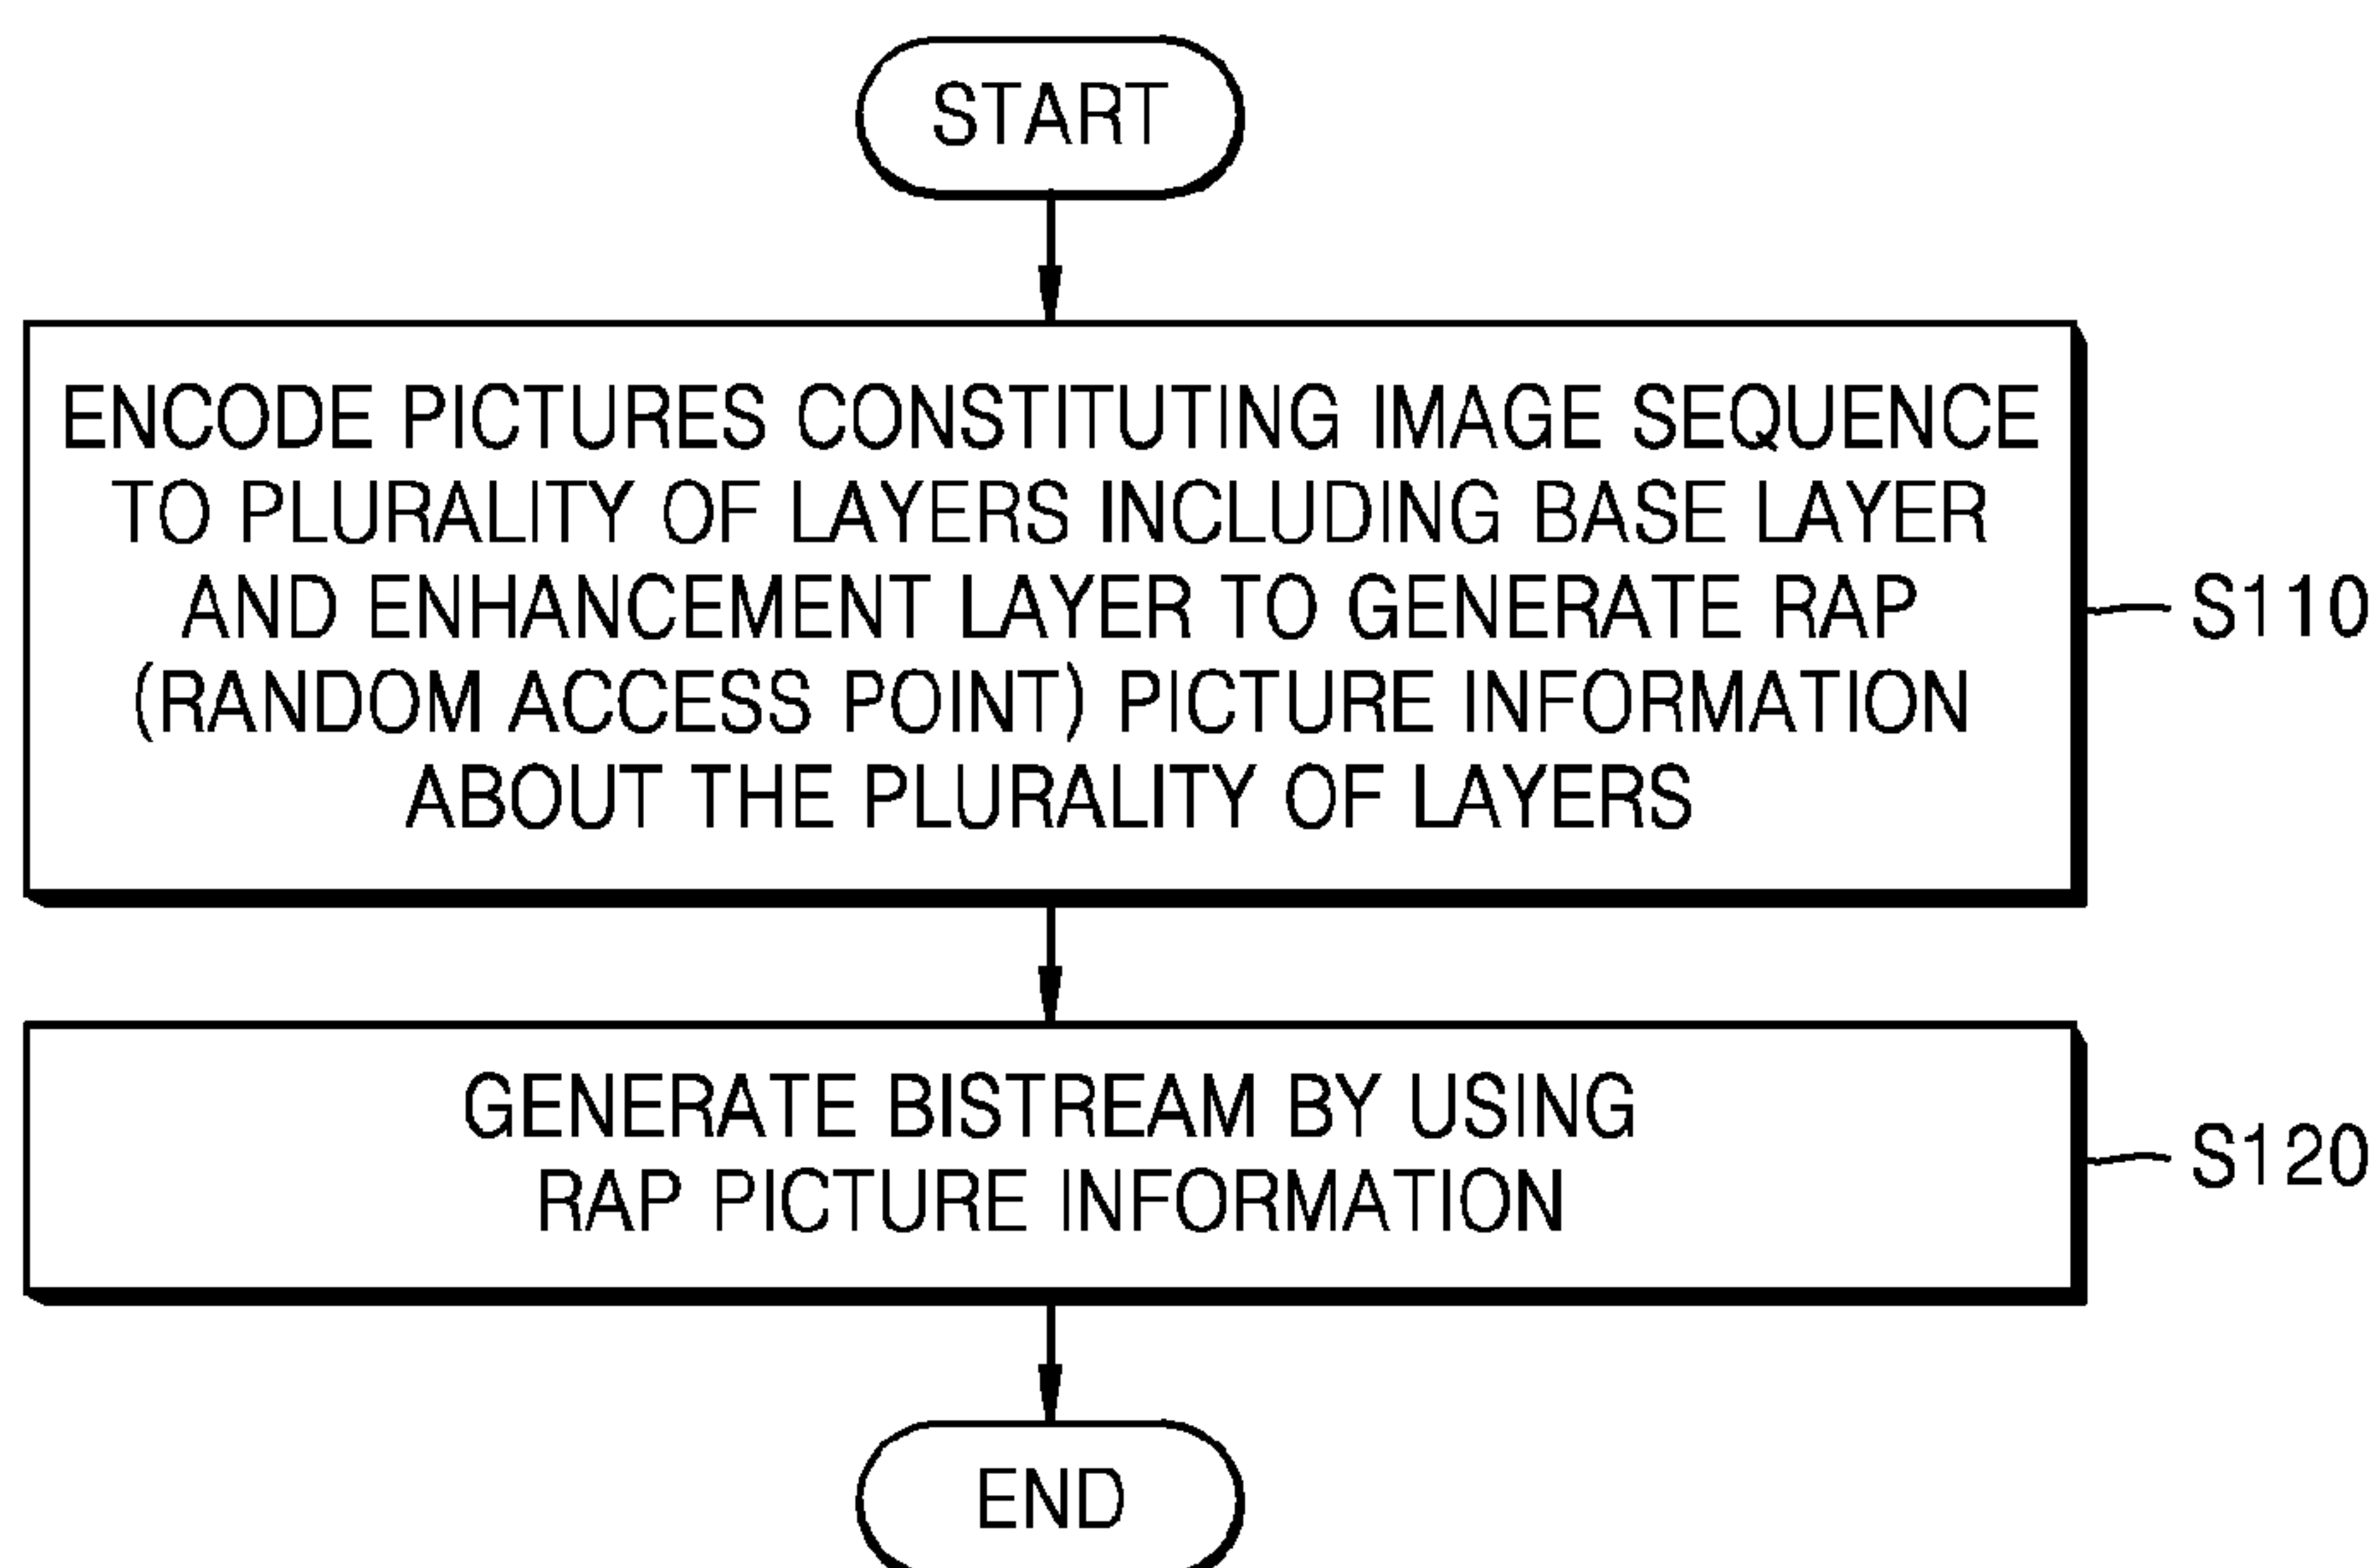 START
ENCODE PICTURES CONSTITUTING IMAGE SEQUENCE
TO PLURALITY OF LAYERS INCLUDING BASE LAYER
AND ENHANCEMENT LAYER TO GENERATE RAP
(RANDOM ACCESS POINT) PICTURE INFORMATION
ABOUT THE PLURALITY OF LAYERS
S110
GENERATE BISTREAM BY USING
RAP PICTURE INFORMATION
S120
END